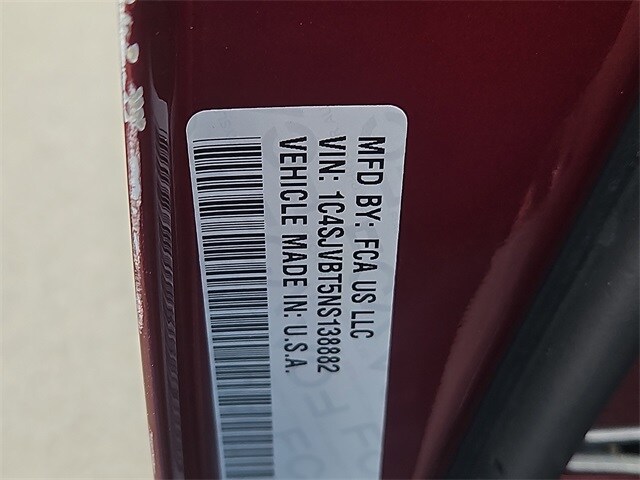 MFD BY: FCA US LLC
VIN: 1C4SJVBT5NS138882
VEHICLE MADE IN: U.S.A.